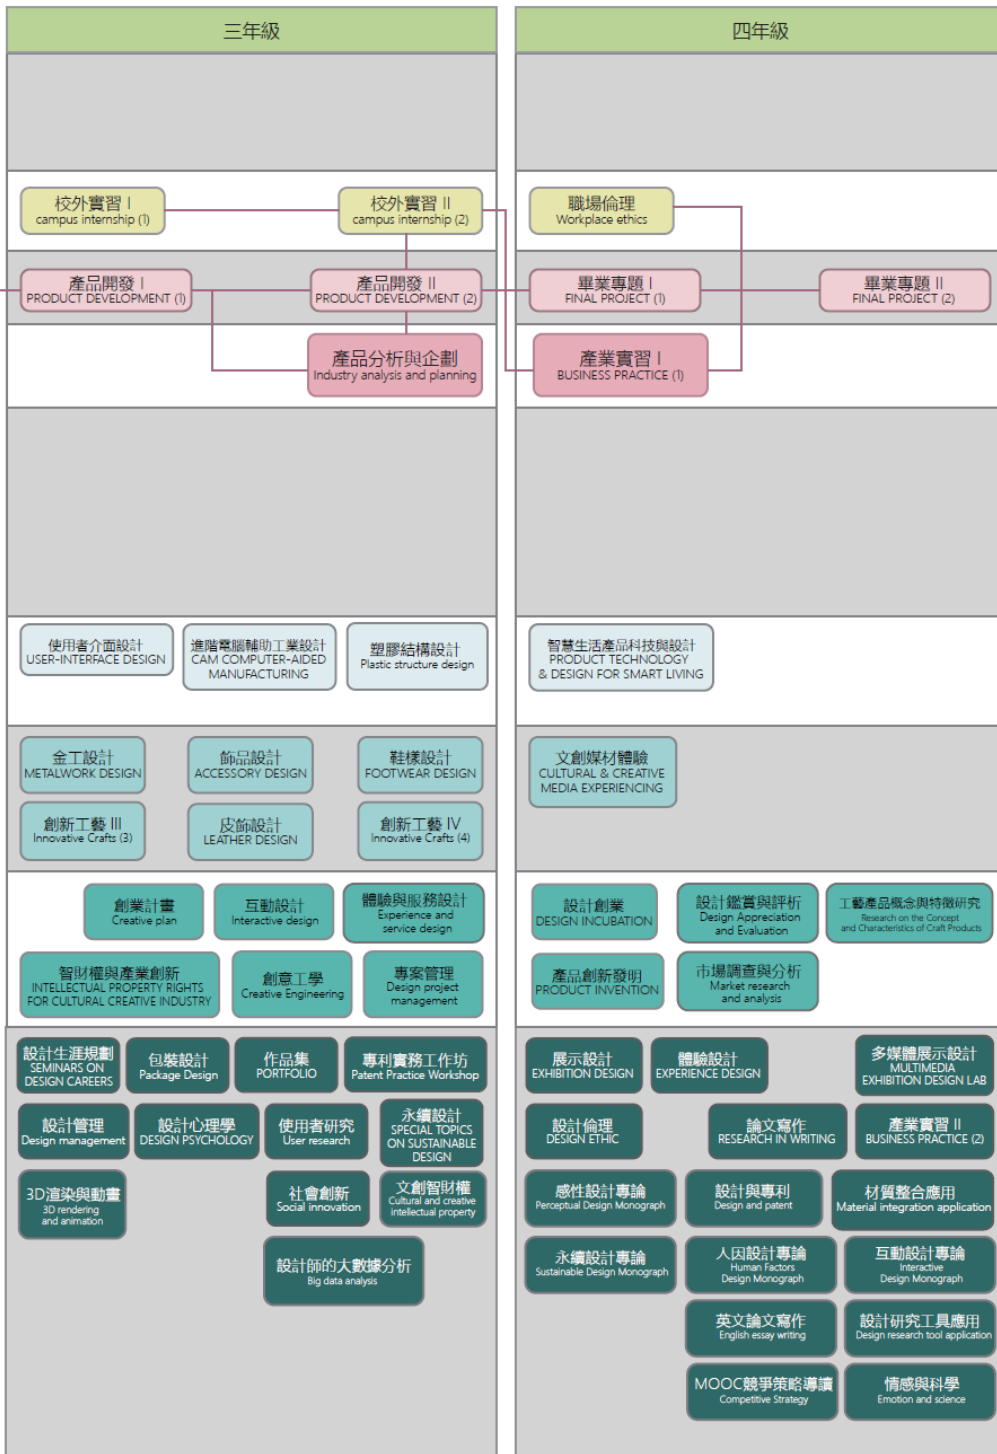 三年級
四年級
校外實習 I
campus internship (1)
校外實習 II
campus internship (2)
職場倫理
Workplace ethics
產品開發 I
PRODUCT DEVELOPMENT (1)
產品開發 II
PRODUCT DEVELOPMENT (2)
畢業專題 I
FINAL PROJECT (1)
畢業專題 II
FINAL PROJECT (2)
產品分析與企劃
Industry analysis and planning
產業實習 I
BUSINESS PRACTICE (1)
使用者介面設計
USER-INTERFACE DESIGN
進階電腦輔助工業設計
CAM COMPUTER-AIDED
MANUFACTURING
塑膠結構設計
Plastic structure design
智慧生活產品科技與設計
PRODUCT TECHNOLOGY
& DESIGN FOR SMART LIVING
金工設計
METALWORK DESIGN
飾品設計
ACCESSORY DESIGN
鞋樣設計
FOOTWEAR DESIGN
文創媒材體驗
CULTURAL & CREATIVE
MEDIA EXPERIENCING
創新工藝 III
Innovative Crafts (3)
皮飾設計
LEATHER DESIGN
創新工藝 IV
Innovative Crafts (4)
創業計畫
Creative plan
互動設計
Interactive design
體驗與服務設計
Experience and
service design
設計創業
DESIGN INCUBATION
設計鑑賞與評析
Design Appreciation
and Evaluation
工藝產品概念與特徵研究
Research on the Concept
and Characteristics of Craft Products
智財權與產業創新
INTELLECTUAL PROPERTY RIGHTS
FOR CULTURAL CREATIVE INDUSTRY
創意工學
Creative Engineering
專案管理
Design project
management
產品創新發明
PRODUCT INVENTION
市場調查與分析
Market research
and analysis
設計生涯規劃
SEMINARS ON
DESIGN CAREERS
包裝設計
Package Design
作品集
PORTFOLIO
專利實務工作坊
Patent Practice Workshop
展示設計
EXHIBITION DESIGN
體驗設計
EXPERIENCE DESIGN
多媒體展示設計
MULTIMEDIA
EXHIBITION DESIGN LAB
設計管理
Design management
設計心理學
DESIGN PSYCHOLOGY
使用者研究
User research
永續設計
SPECIAL TOPICS
ON SUSTAINABLE
DESIGN
設計倫理
DESIGN ETHIC
論文寫作
RESEARCH IN WRITING
產業實習 II
BUSINESS PRACTICE (2)
3D渲染與動畫
3D rendering
and animation
社會創新
Social innovation
文創智財權
Cultural and creative
intellectual property
感性設計專論
Perceptual Design Monograph
設計與專利
Design and patent
材質整合應用
Material integration application
設計師的大數據分析
Big data analysis
永續設計專論
Sustainable Design Monograph
人因設計專論
Human Factors
Design Monograph
互動設計專論
Interactive
Design Monograph
英文論文寫作
English essay writing
設計研究工具應用
Design research tool application
MOOC競爭策略導讀
Competitive Strategy
情感與科學
Emotion and science